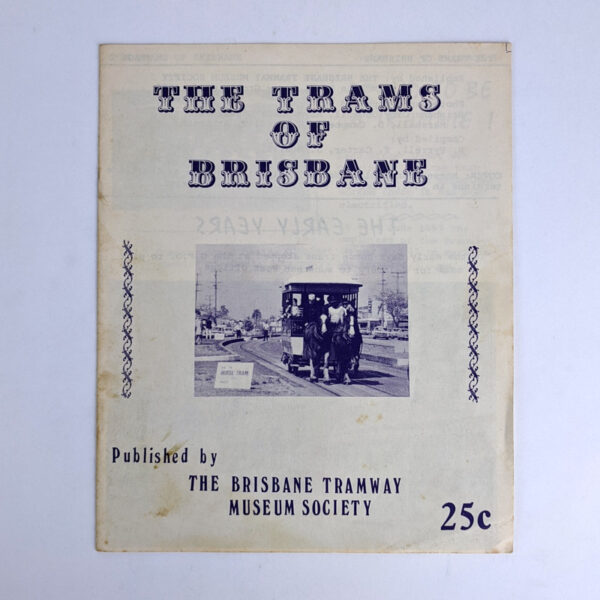 THE TRAMS
OF
BRISBANE
HORSE TRAM
Published by
THE BRISBANE TRAMWAY
MUSEUM SOCIETY
25c